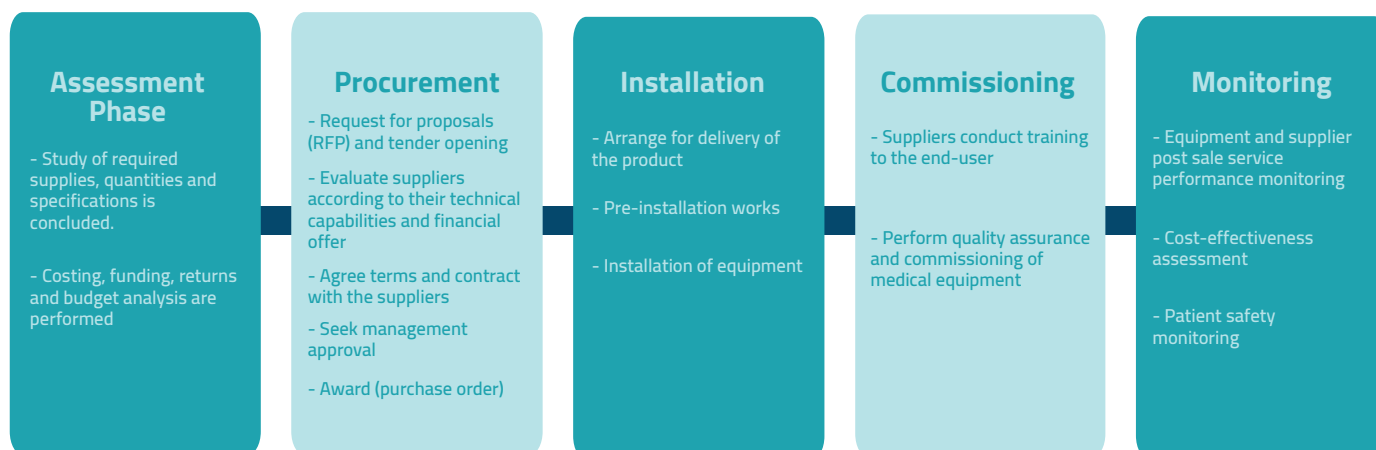 Assessment
Phase
- Study of required
supplies, quantities and
specifications is
concluded.
- Costing, funding, returns
and budget analysis are
performed
Procurement
- Request for proposals
(RFP) and tender opening
- Evaluate suppliers
according to their technical
capabilities and financial
offer
- Agree terms and contract
with the suppliers
- Seek management
approval
- Award (purchase order)
Installation
- Arrange for delivery of
the product
- Pre-installation works
- Installation of equipment
Commissioning
- Suppliers conduct training
to the end-user
- Perform quality assurance
and commissioning of
medical equipment
Monitoring
- Equipment and supplier
post sale service
performance monitoring
- Cost-effectiveness
assessment
- Patient safety
monitoring